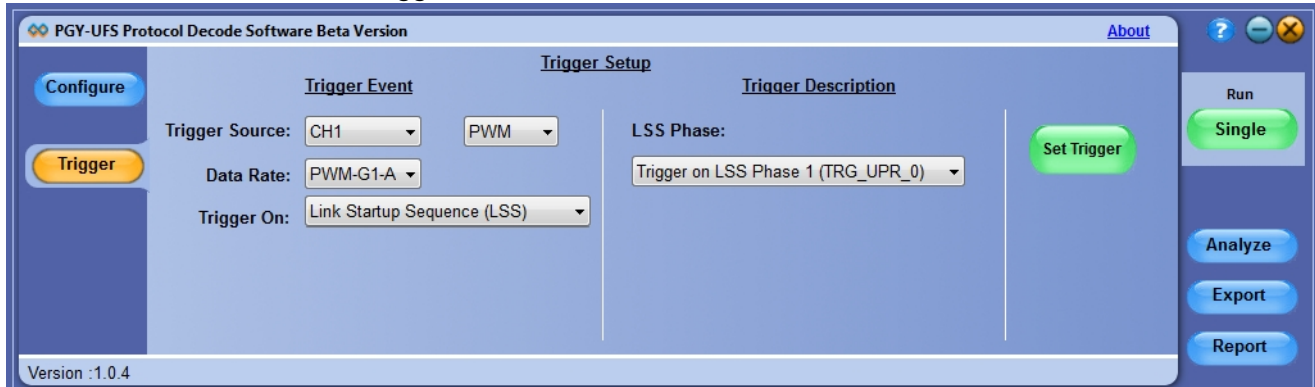 PGY-UFS Protocol Decode Software Beta Version
About
Configure
Trigger
Trigger Setup
Trigger Event
Trigger Description
Trigger Source:
CH1
PWM
Data Rate:
PWM-G1-A
Trigger On:
Link Startup Sequence (LSS)
LSS Phase:
Trigger on LSS Phase 1 (TRG_UPR_0)
Set Trigger
?
Run
Single
Analyze
Export
Report
Version :1.0.4